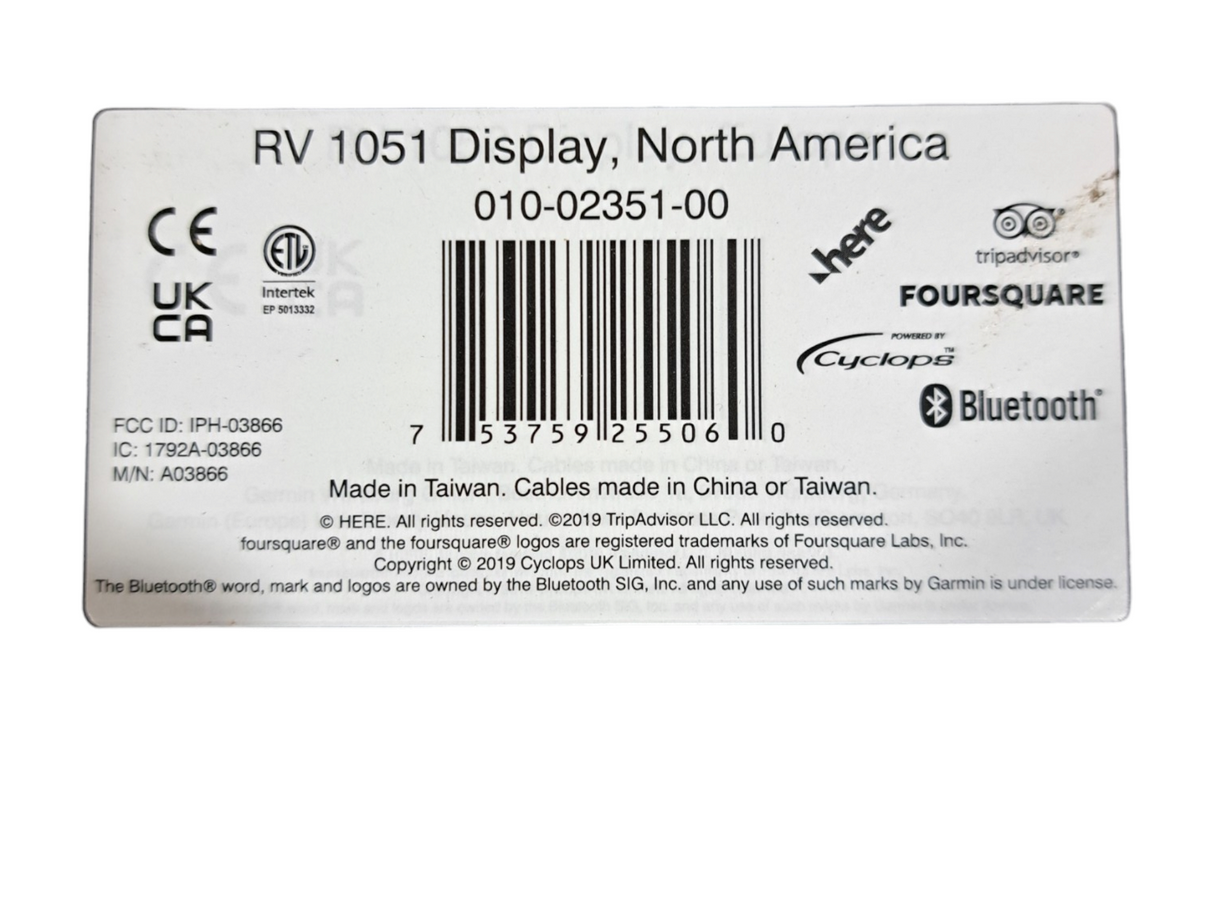 RV 1051 Display, North America
010-02351-00
CE
UK
CA
ETL
Intertek
EP 5013332
here
tripadvisor®
FOURSQUARE
POWERED BY
Cyclops™
Bluetooth®
FCC ID: IPH-03866
IC: 1792A-03866
M/N: A03866
7 53759 25506 0
Made in Taiwan. Cables made in China or Taiwan.
© HERE. All rights reserved. ©2019 TripAdvisor LLC. All rights reserved.
foursquare® and the foursquare® logos are registered trademarks of Foursquare Labs, Inc.
Copyright © 2019 Cyclops UK Limited. All rights reserved.
The Bluetooth® word, mark and logos are owned by the Bluetooth SIG, Inc. and any use of such marks by Garmin is under license.